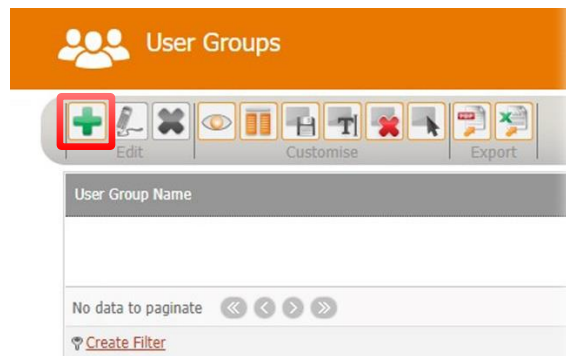 User Groups
Edit
Customise
Export
User Group Name
No data to paginate
Create Filter